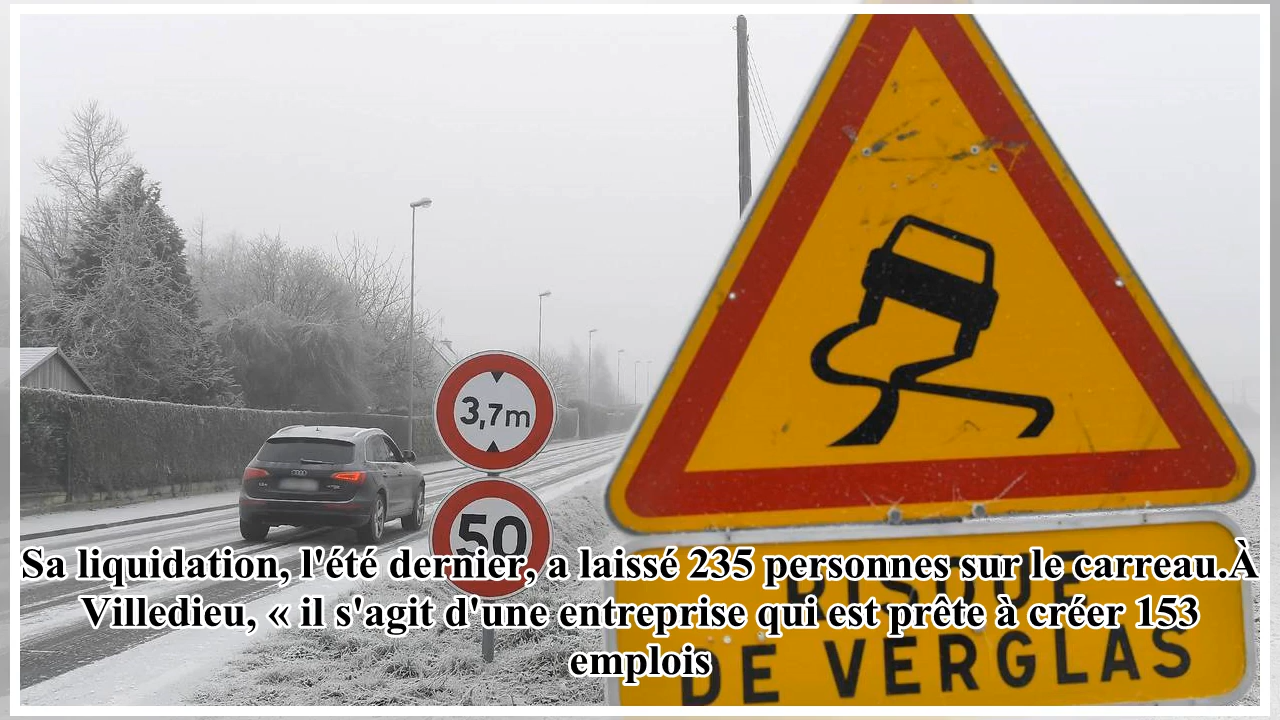 3,7m
50
Sa liquidation, l'été dernier, a laissé 235 personnes sur le carreau.À
Villedieu, « il s'agit d'une entreprise qui est prête à créer 153
emplois
RISQUE
DE VERGLAS